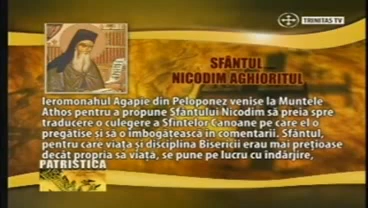 TRINITAS TV
SFÂNTUL
NICODIM AGHIORITUL
Ieromonahul Agapie din Peloponez venise la Muntele
Athos pentru a propune Sfântului Nicodim să preia spre
traducere o culegere a Sfintelor Canoane pe care el o
pregătise și să o îmbogățească în comentarii. Sfântul,
pentru care viața și disciplina Bisericii erau mai prețioase
decât propria sa viață, se pune pe lucru cu îndârjire,
PATRISTICA